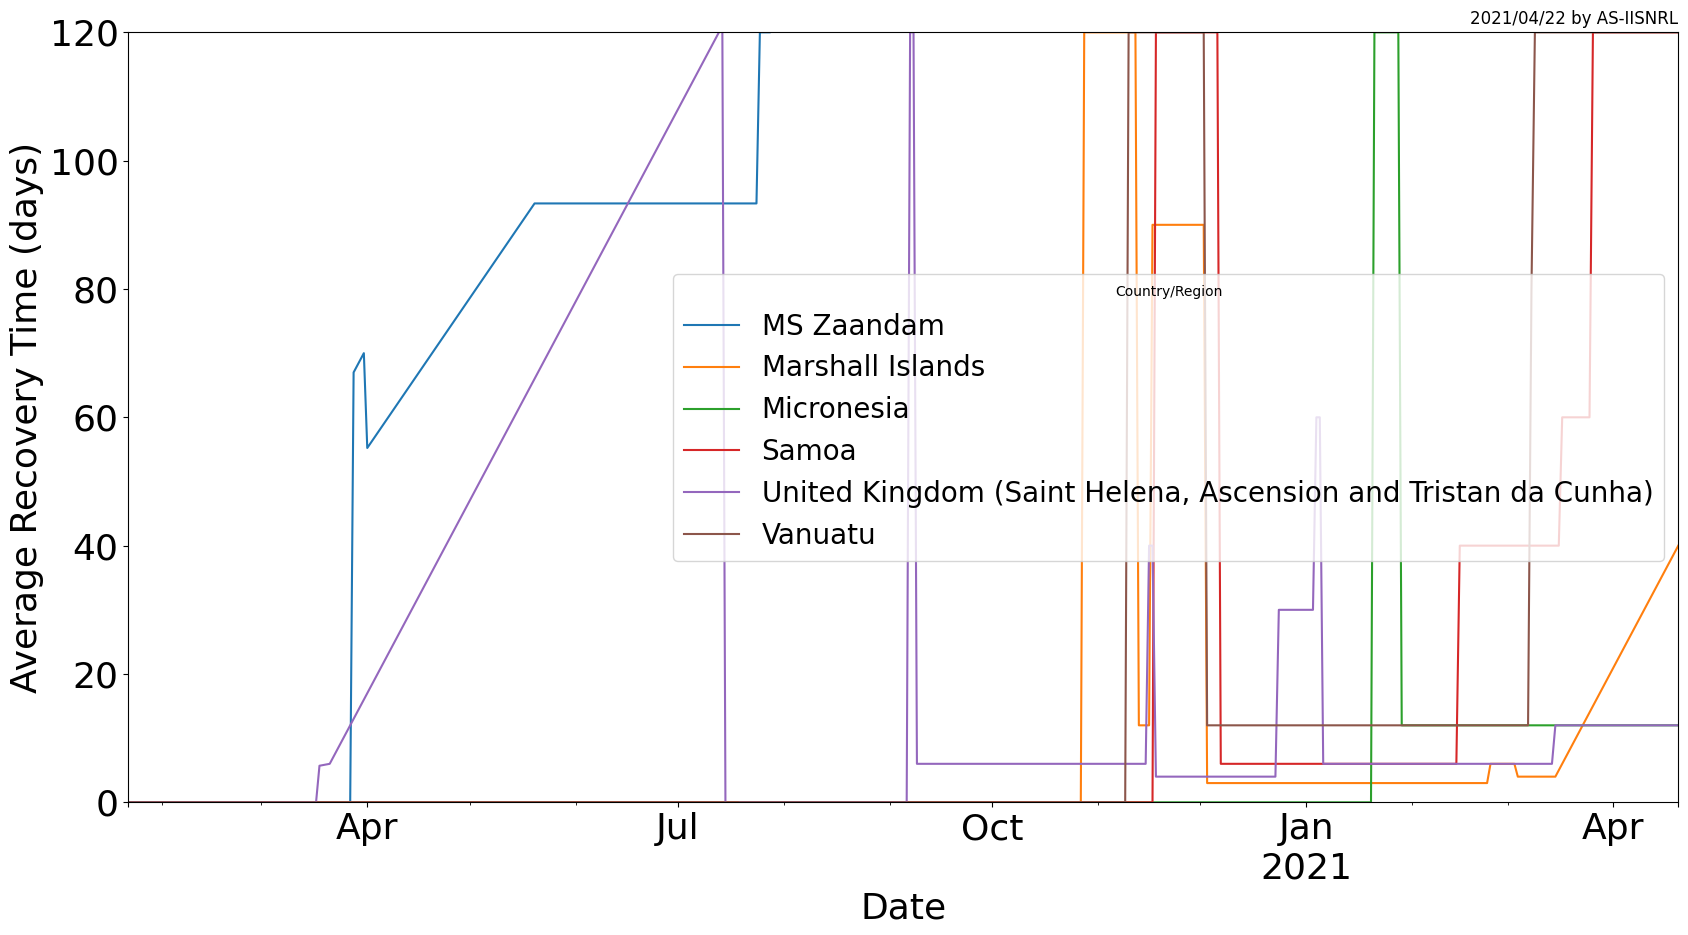 2021/04/22 by AS-IISNRL
120
100
80
60
40
20
0
Average Recovery Time (days)
Country/Region
MS Zaandam
Marshall Islands
Micronesia
Samoa
United Kingdom (Saint Helena, Ascension and Tristan da Cunha)
Vanuatu
Apr Jul Oct Jan Apr
2021
Date